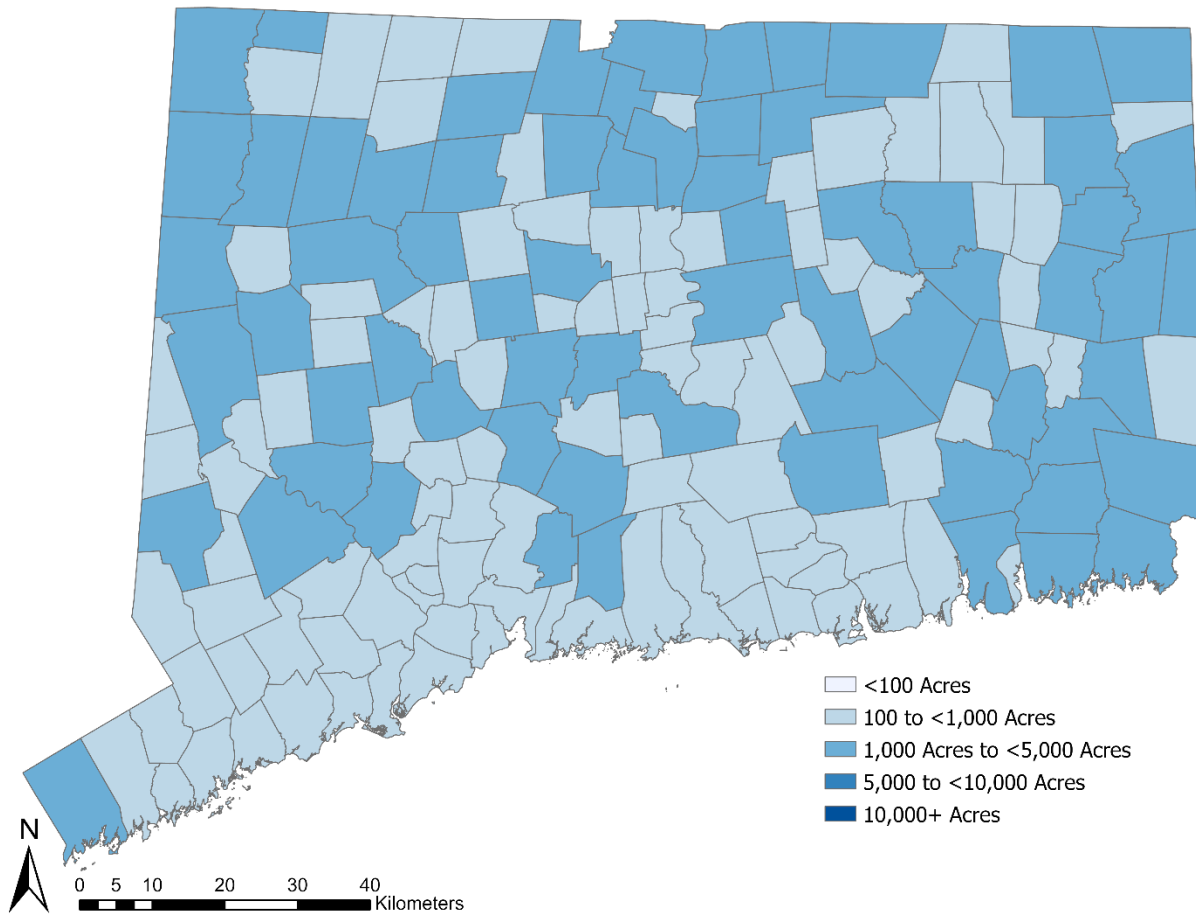 <100 Acres
100 to <1,000 Acres
1,000 Acres to <5,000 Acres
5,000 to <10,000 Acres
10,000+ Acres
N
0 5 10 20 30 40
Kilometers